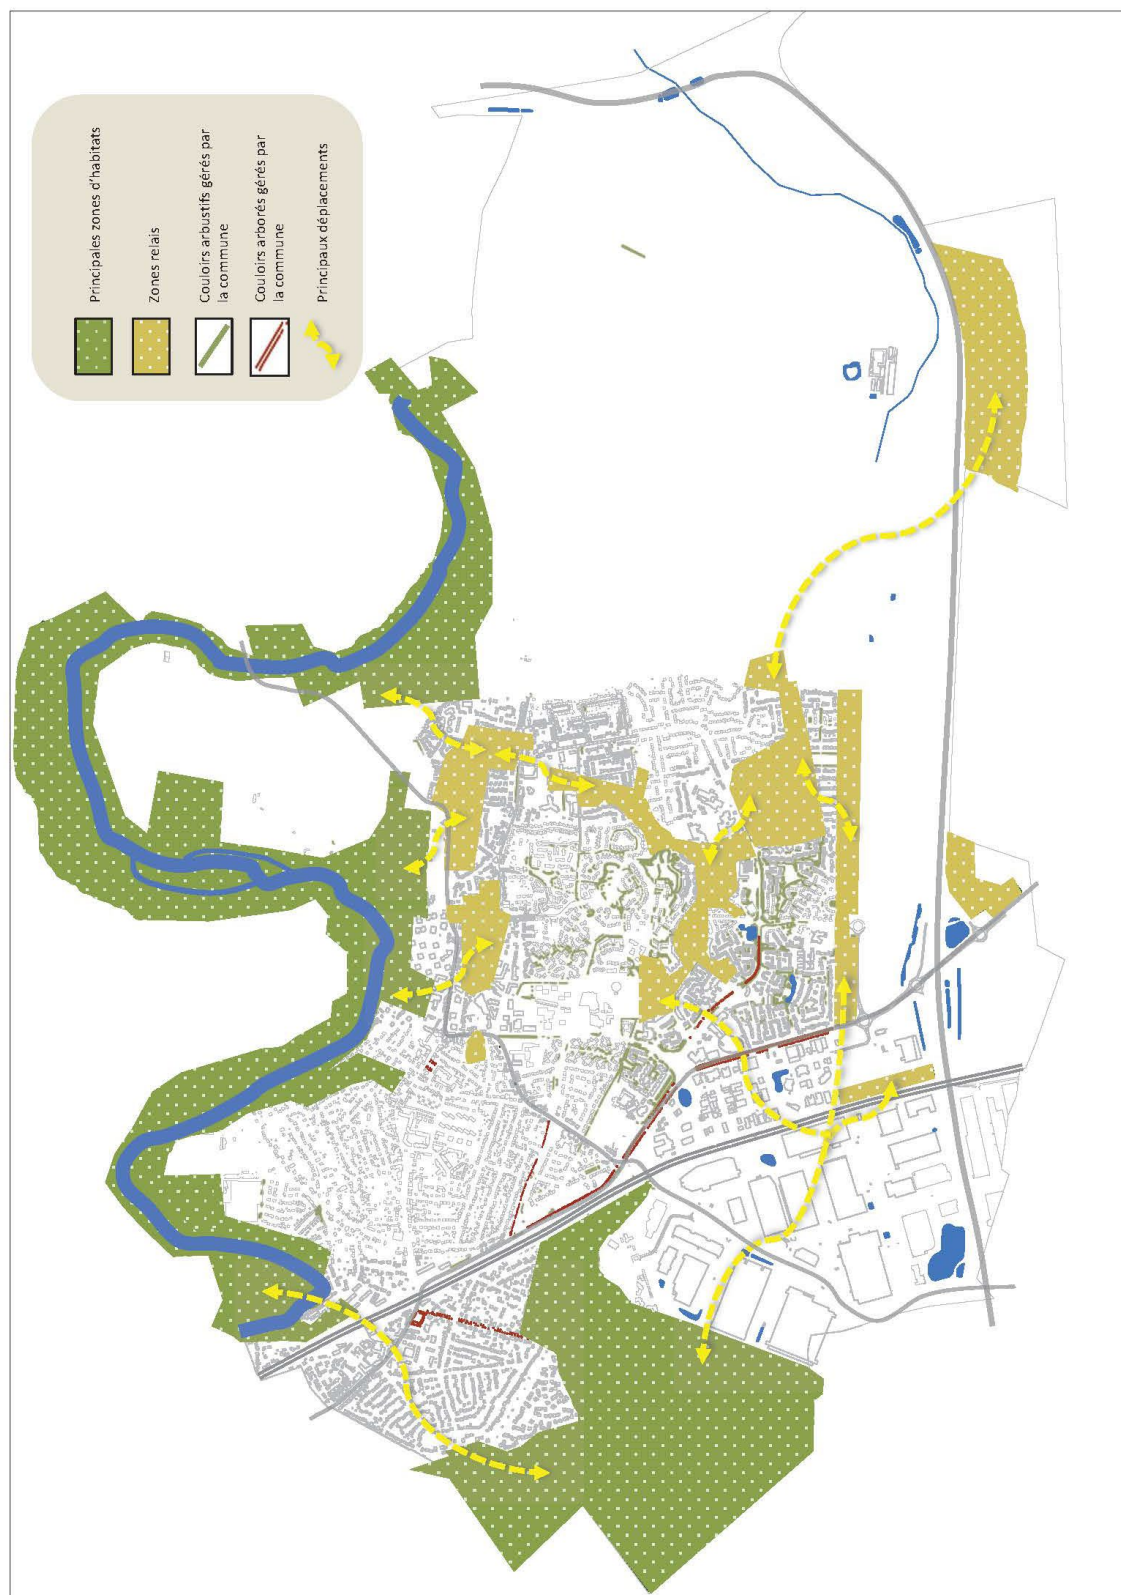 Principales zones d'habitats
Zones relais
Couloirs arbustifs gérés par
la commune
Couloirs arborés gérés par
la commune
Principaux déplacements